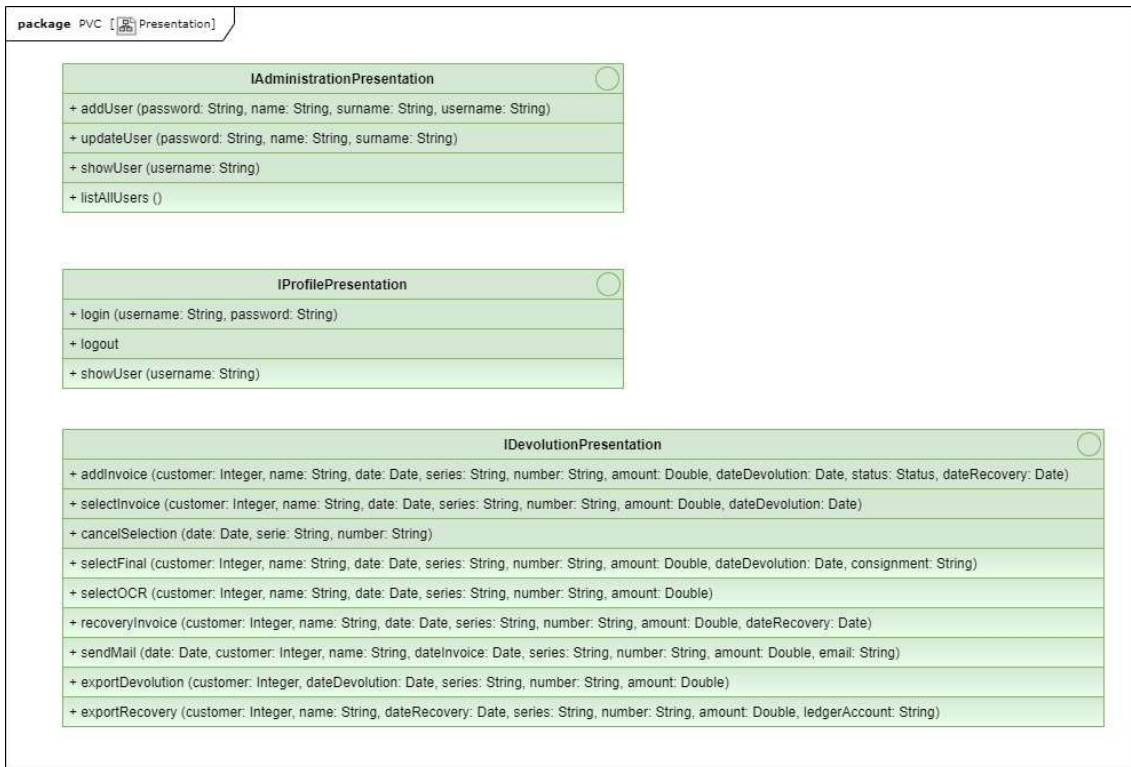 package PVC [Presentation]
IAdministrationPresentation
+ addUser (password: String, name: String, surname: String, username: String)
+ updateUser (password: String, name: String, surname: String)
+ showUser (username: String)
+ listAllUsers ()
IProfilePresentation
+ login (username: String, password: String)
+ logout
+ showUser (username: String)
IDevolutionPresentation
+ addInvoice (customer: Integer, name: String, date: Date, series: String, number: String, amount: Double, dateDevolution: Date, status: Status, dateRecovery: Date)
+ selectInvoice (customer: Integer, name: String, date: Date, series: String, number: String, amount: Double, dateDevolution: Date)
+ cancelSelection (date: Date, serie: String, number: String)
+ selectFinal (customer: Integer, name: String, date: Date, series: String, number: String, amount: Double, dateDevolution: Date, consignment: String)
+ selectOCR (customer: Integer, name: String, date: Date, series: String, number: String, amount: Double)
+ recoveryInvoice (customer: Integer, name: String, date: Date, series: String, number: String, amount: Double, dateRecovery: Date)
+ sendMail (date: Date, customer: Integer, name: String, dateInvoice: Date, series: String, number: String, amount: Double, email: String)
+ exportDevolution (customer: Integer, dateDevolution: Date, series: String, number: String, amount: Double)
+ exportRecovery (customer: Integer, name: String, dateRecovery: Date, series: String, number: String, amount: Double, ledgerAccount: String)